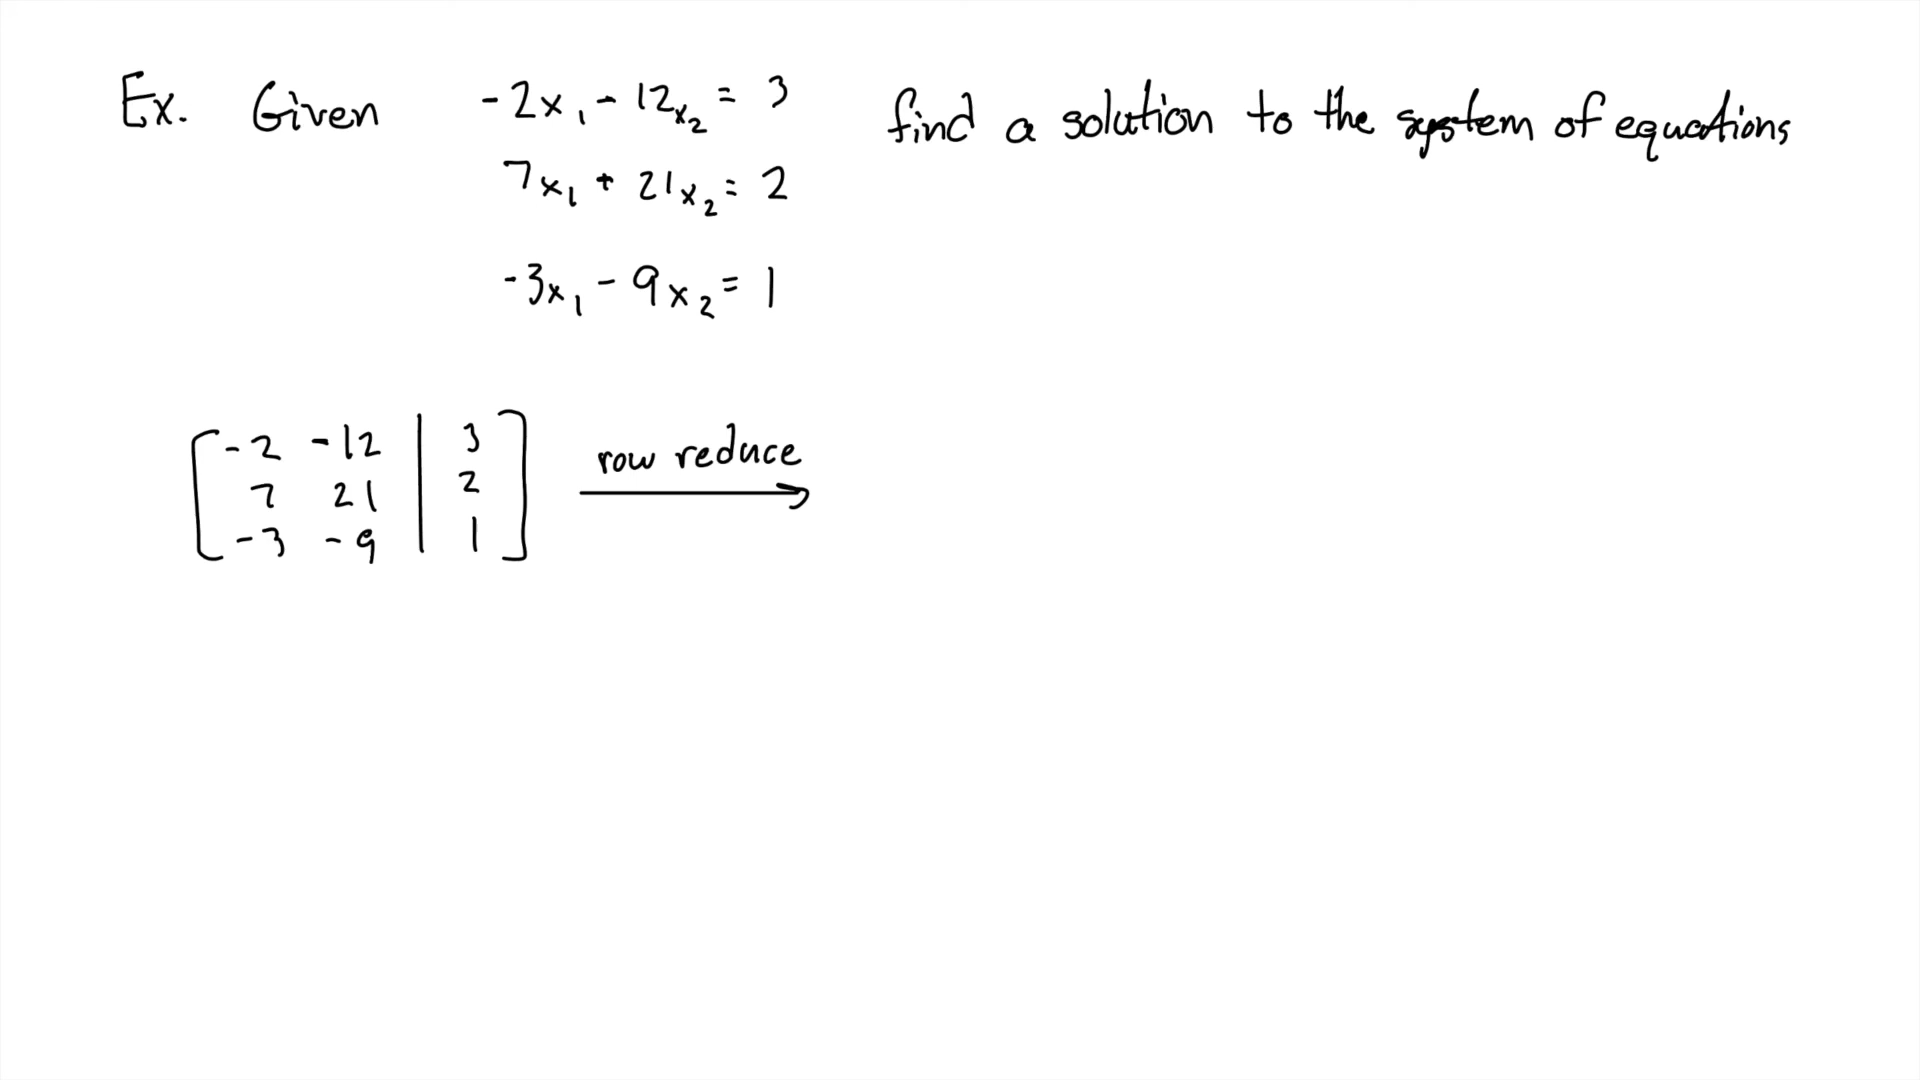 Ex. Given -2x₁ - 12x₂ = 3 find a solution to the system of equations
7x₁ + 21x₂ = 2
-3x₁ - 9x₂ = 1
[ -2 -12 | 3 ] row reduce →
[ 7 21 | 2 ]
[ -3 -9 | 1 ]